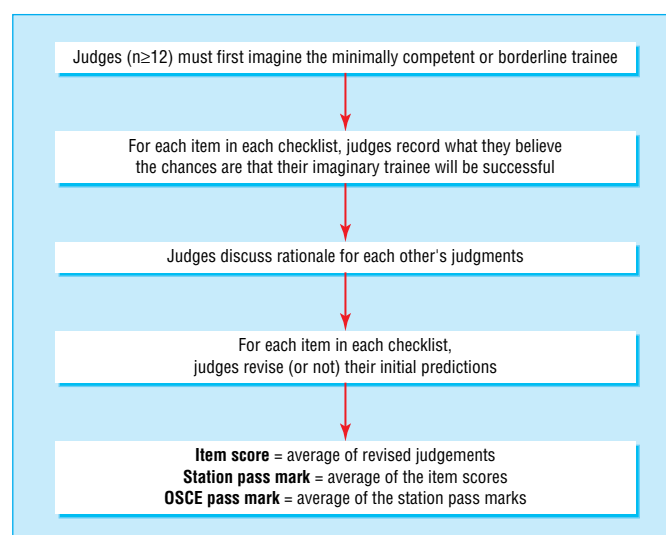 Judges (n≥12) must first imagine the minimally competent or borderline trainee
For each item in each checklist, judges record what they believe
the chances are that their imaginary trainee will be successful
Judges discuss rationale for each other's judgments
For each item in each checklist,
judges revise (or not) their initial predictions
Item score = average of revised judgements
Station pass mark = average of the item scores
OSCE pass mark = average of the station pass marks